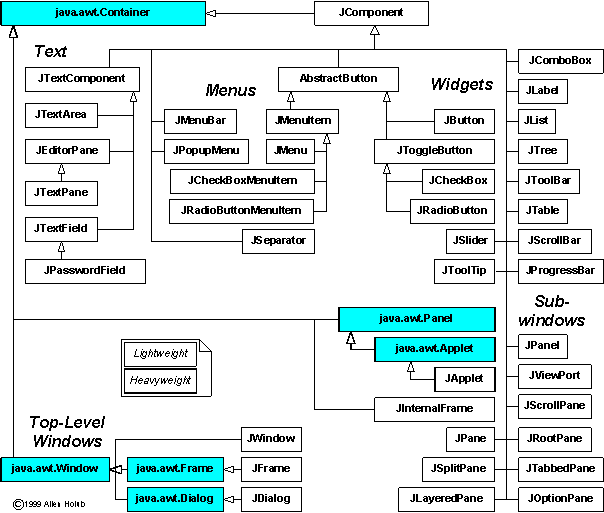 java.awt.Container
JComponent
Text
JTextComponent
JTextArea
JEditorPane
JTextPane
JTextField
JPasswordField
Menus
JMenuBar
JPopupMenu
AbstractButton
JMenuItem
JMenu
JCheckBoxMenuItem
JRadioButtonMenuItem
JSeparator
Widgets
JButton
JToggleButton
JCheckBox
JRadioButton
JSlider
JToolTip
JComboBox
JLabel
JList
JTree
JToolBar
JTable
JScrollBar
JProgressBar
java.awt.Panel
java.awt.Applet
JApplet
JInternalFrame
Sub-
windows
JPanel
JViewPort
JScrollPane
JPane
JRootPane
JSplitPane
JTabbedPane
JLayeredPane
JOptionPane
Lightweight
Heavyweight
Top-Level
Windows
java.awt.Window
JWindow
java.awt.Frame
JFrame
java.awt.Dialog
JDialog
©1999 Allen Holub